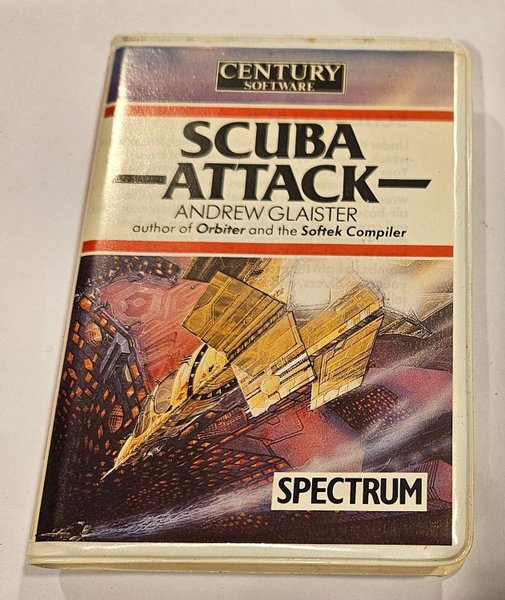 CENTURY
SOFTWARE
SCUBA
—ATTACK—
ANDREW GLAISTER
author of Orbiter and the Softek Compiler
SPECTRUM